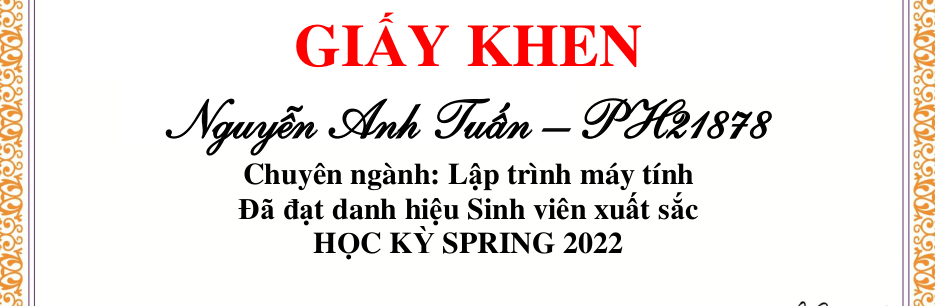 GIẤY KHEN
Nguyễn Anh Tuấn – PH21878
Chuyên ngành: Lập trình máy tính
Đã đạt danh hiệu Sinh viên xuất sắc
HỌC KỲ SPRING 2022